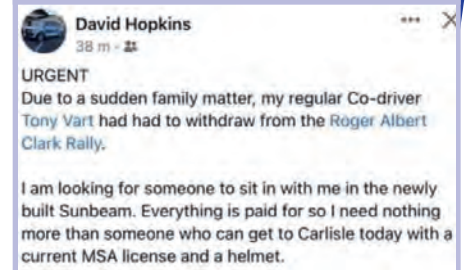 David Hopkins
38 m
URGENT
Due to a sudden family matter, my regular Co-driver
Tony Vart had had to withdraw from the Roger Albert
Clark Rally.
I am looking for someone to sit in with me in the newly
built Sunbeam. Everything is paid for so I need nothing
more than someone who can get to Carlisle today with a
current MSA license and a helmet.